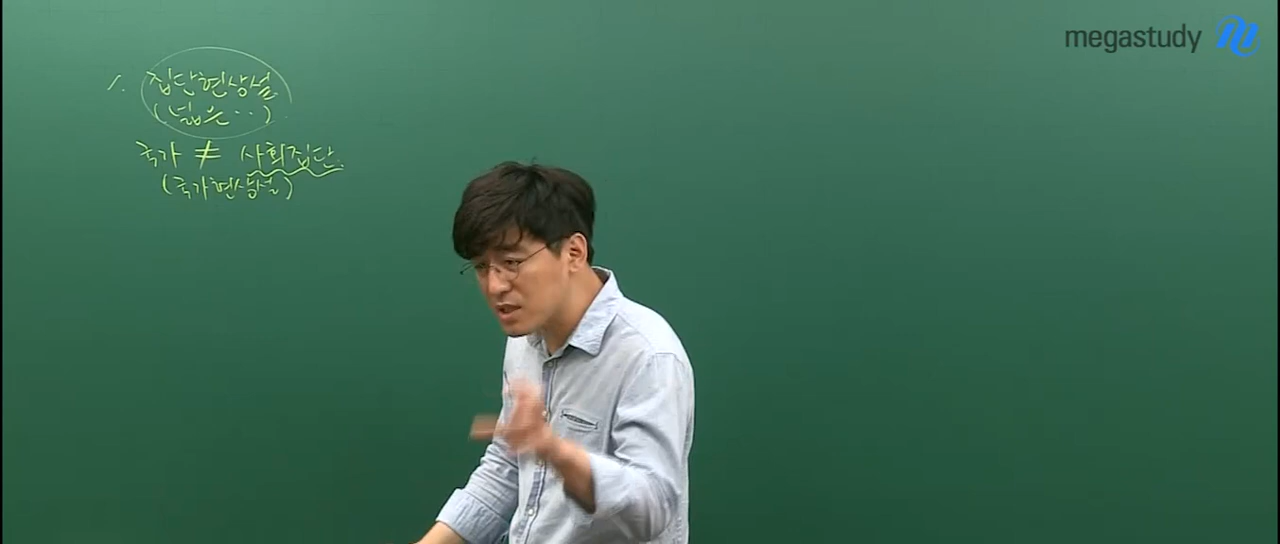 megastudy
1. 집단현상설
(넓은 ‥)
국가 ≠ 사회집단.
(국가현상설)